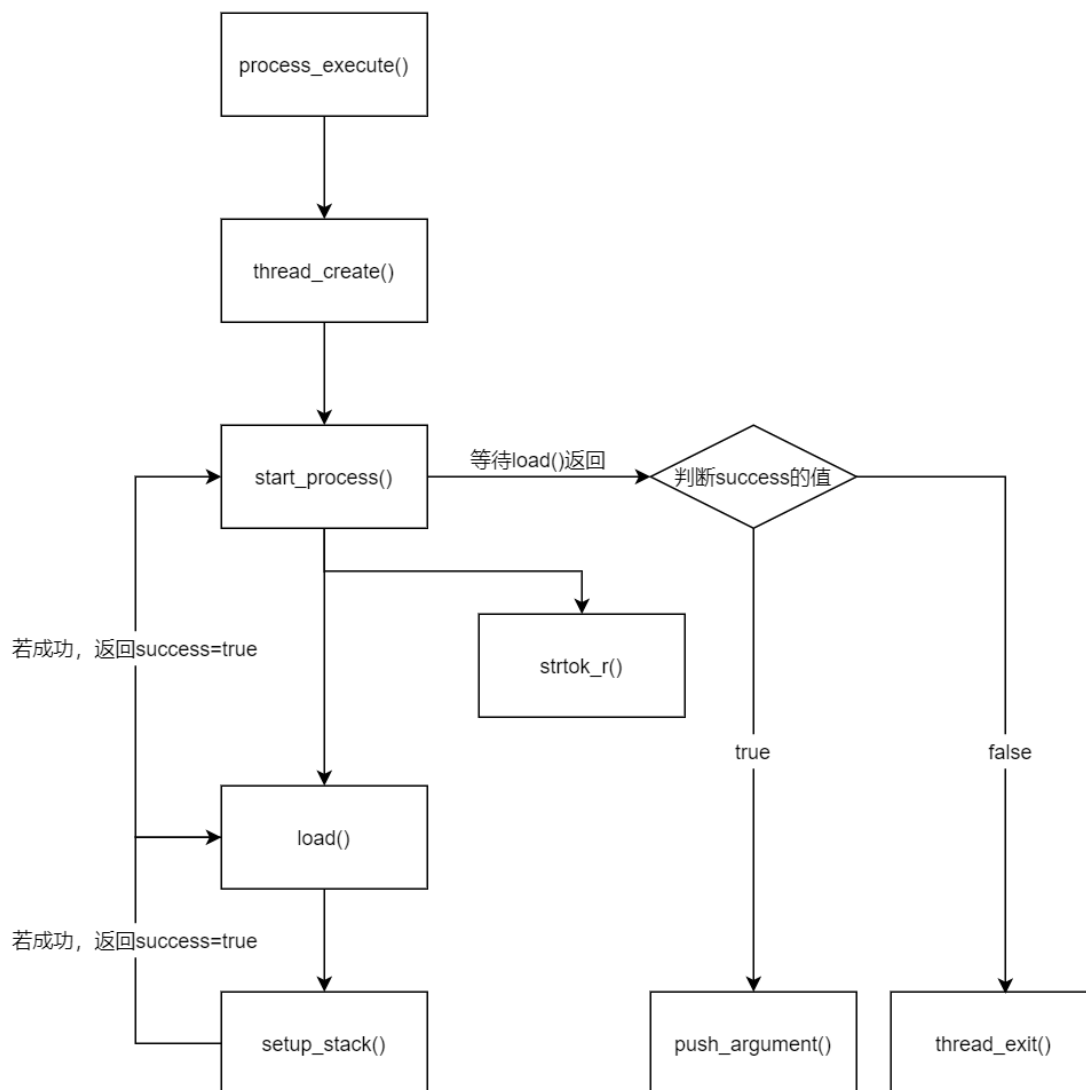 process_execute()
thread_create()
start_process()
等待load()返回
判断success的值
若成功，返回success=true
strtok_r()
true
false
load()
若成功，返回success=true
setup_stack()
push_argument()
thread_exit()